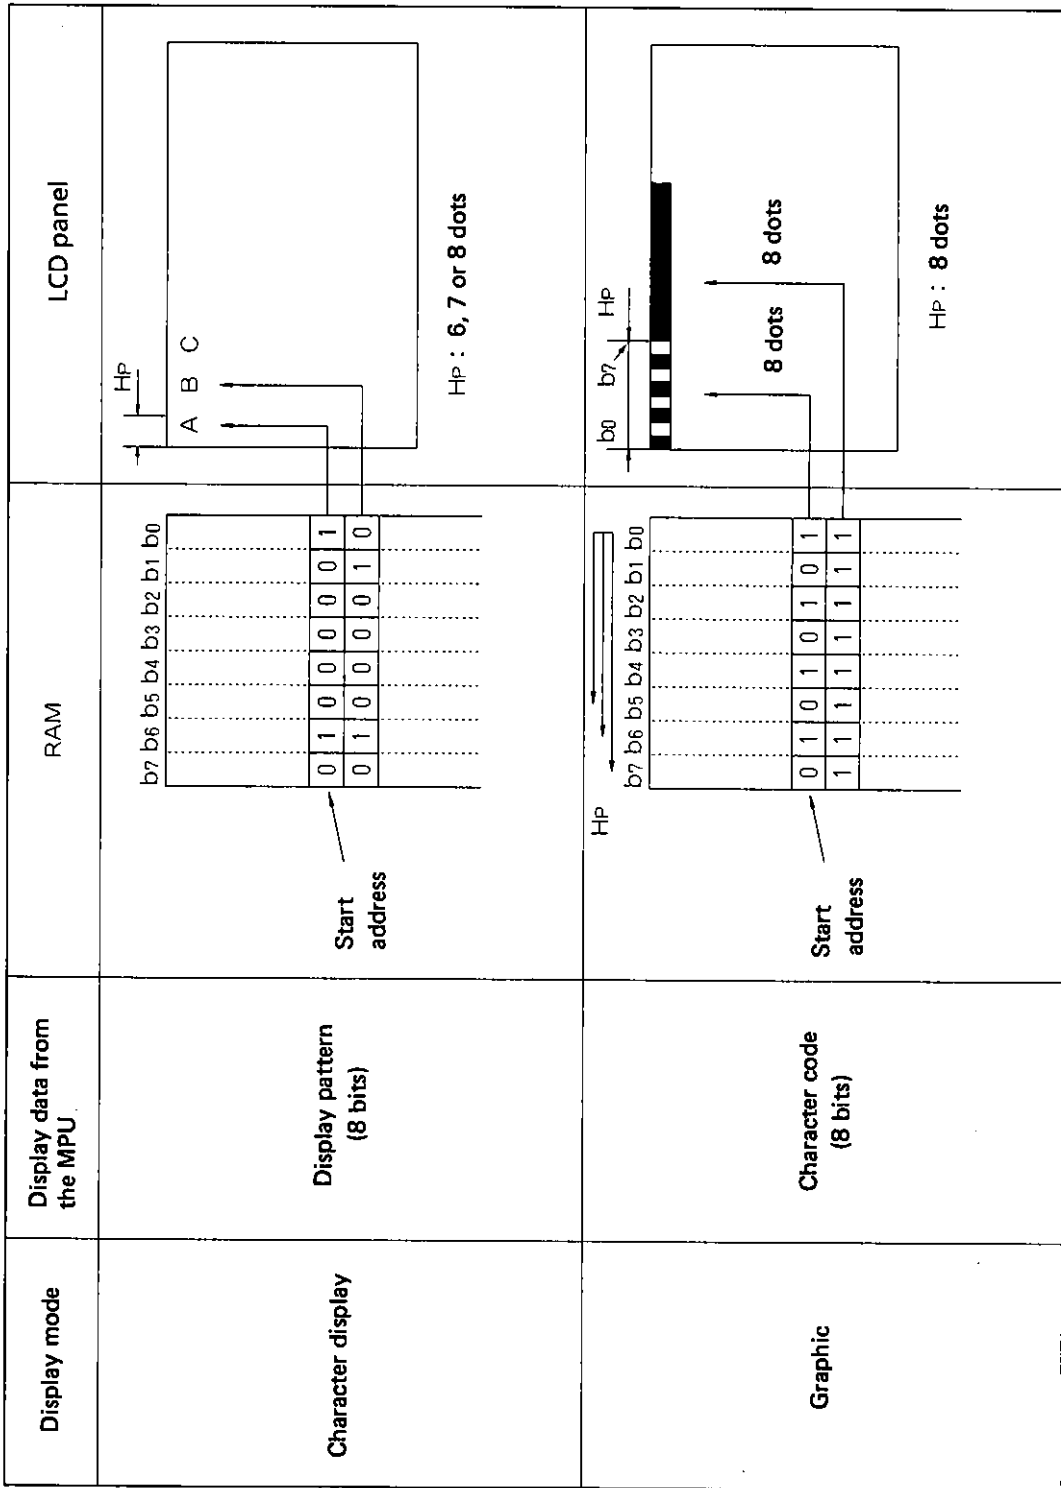 Display mode
Display data from
the MPU
RAM
LCD panel
Character display
Display pattern
(8 bits)
Start
address
b7 b6 b5 b4 b3 b2 b1 b0
0 1 0 0 0 0 0 1
0 1 0 0 0 0 1 0
HP
A B C
HP : 6, 7 or 8 dots
Graphic
Character code
(8 bits)
Start
address
HP
b7 b6 b5 b4 b3 b2 b1 b0
0 1 0 1 0 1 0 1
1 1 1 1 1 1 1 1
b0 b7 HP
8 dots 8 dots
HP : 8 dots